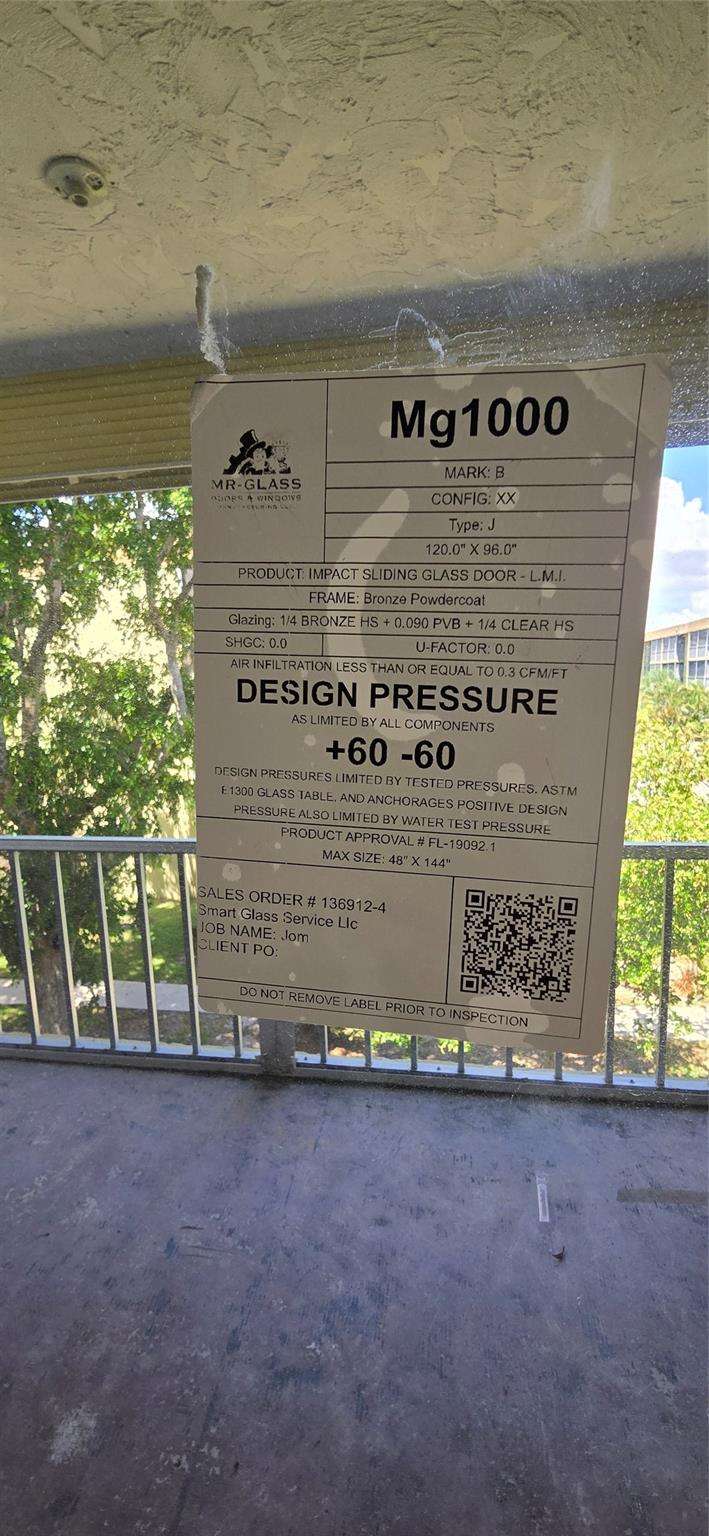 MR-GLASS
DOORS & WINDOWS
Mg1000
MARK: B
CONFIG: XX
Type: J
120.0" X 96.0"
PRODUCT: IMPACT SLIDING GLASS DOOR - L.M.I.
FRAME: Bronze Powdercoat
Glazing: 1/4 BRONZE HS + 0.090 PVB + 1/4 CLEAR HS
SHGC: 0.0
U-FACTOR: 0.0
AIR INFILTRATION LESS THAN OR EQUAL TO 0.3 CFM/FT
DESIGN PRESSURE
AS LIMITED BY ALL COMPONENTS
+60 -60
DESIGN PRESSURES LIMITED BY TESTED PRESSURES, ASTM
E1300 GLASS TABLE, AND ANCHORAGES POSITIVE DESIGN
PRESSURE ALSO LIMITED BY WATER TEST PRESSURE
PRODUCT APPROVAL # FL-19092.1
MAX SIZE: 48" X 144"
SALES ORDER # 136912-4
Smart Glass Service Llc
JOB NAME: Jom
CLIENT PO:
DO NOT REMOVE LABEL PRIOR TO INSPECTION